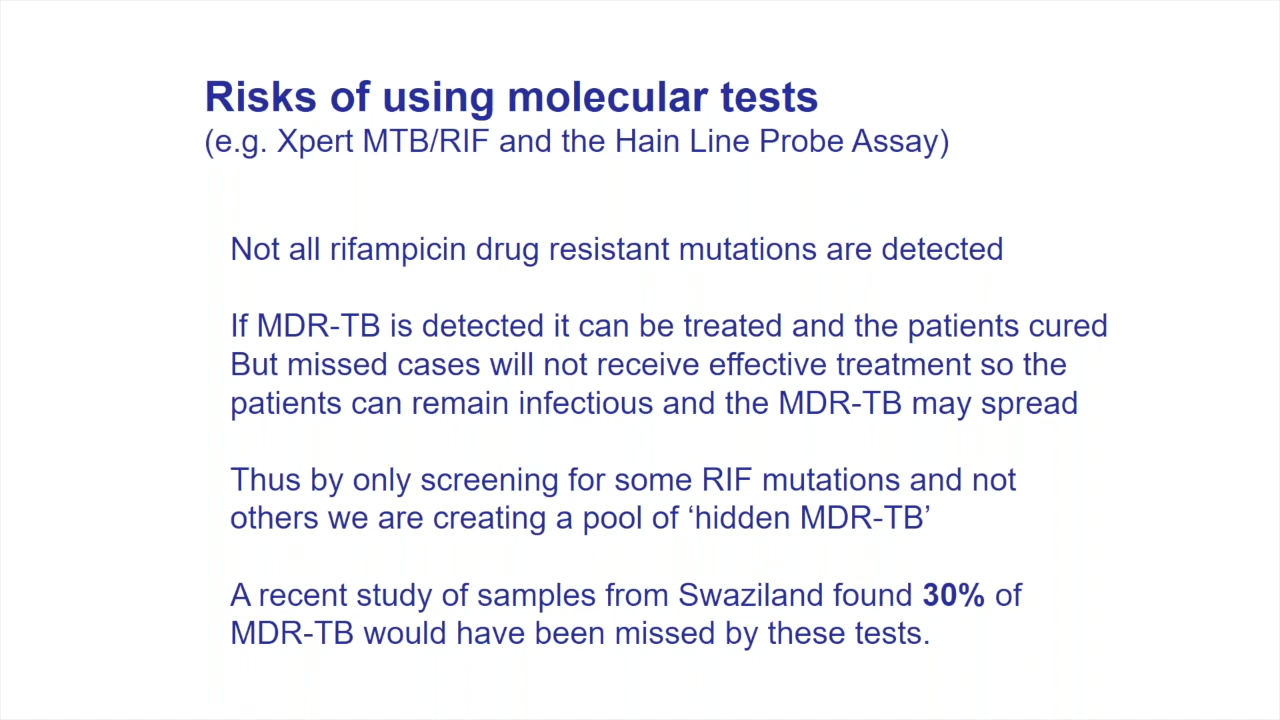 Risks of using molecular tests
(e.g. Xpert MTB/RIF and the Hain Line Probe Assay)
Not all rifampicin drug resistant mutations are detected
If MDR-TB is detected it can be treated and the patients cured
But missed cases will not receive effective treatment so the
patients can remain infectious and the MDR-TB may spread
Thus by only screening for some RIF mutations and not
others we are creating a pool of ‘hidden MDR-TB’
A recent study of samples from Swaziland found 30% of
MDR-TB would have been missed by these tests.